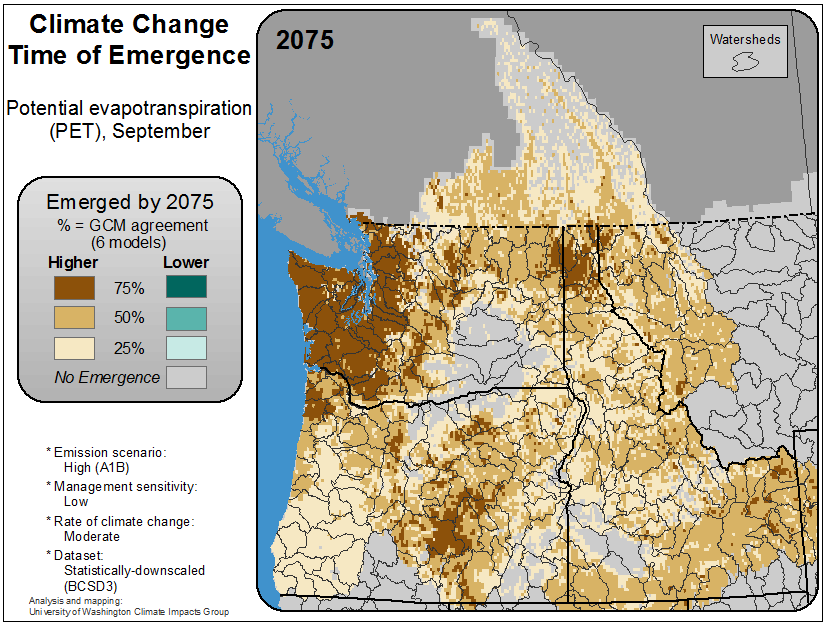 Climate Change
Time of Emergence
Potential evapotranspiration
(PET), September
Emerged by 2075
% = GCM agreement
(6 models)
Higher Lower
75%
50%
25%
No Emergence
* Emission scenario:
High (A1B)
* Management sensitivity:
Low
* Rate of climate change:
Moderate
* Dataset:
Statistically-downscaled
(BCSD3)
Analysis and mapping:
University of Washington Climate Impacts Group
2075
Watersheds